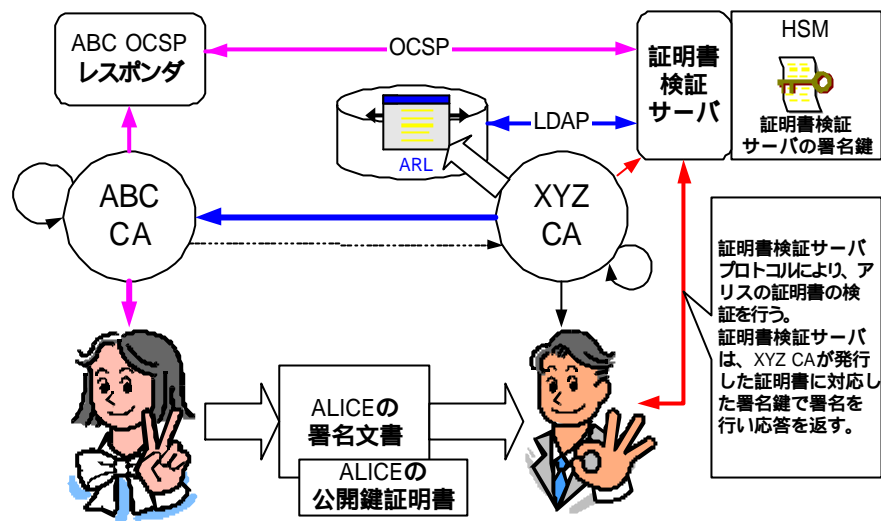 ABC OCSP
レスポンダ
OCSP
証明書
検証
サーバ
HSM
証明書検証
サーバの署名鍵
LDAP
ARL
ABC
CA
XYZ
CA
証明書検証サーバ
プロトコルにより、ア
リスの証明書の検
証を行う。
証明書検証サーバ
は、XYZ CAが発行
した証明書に対応し
た署名鍵で署名を
行い応答を返す。
ALICEの
署名文書
ALICEの
公開鍵証明書